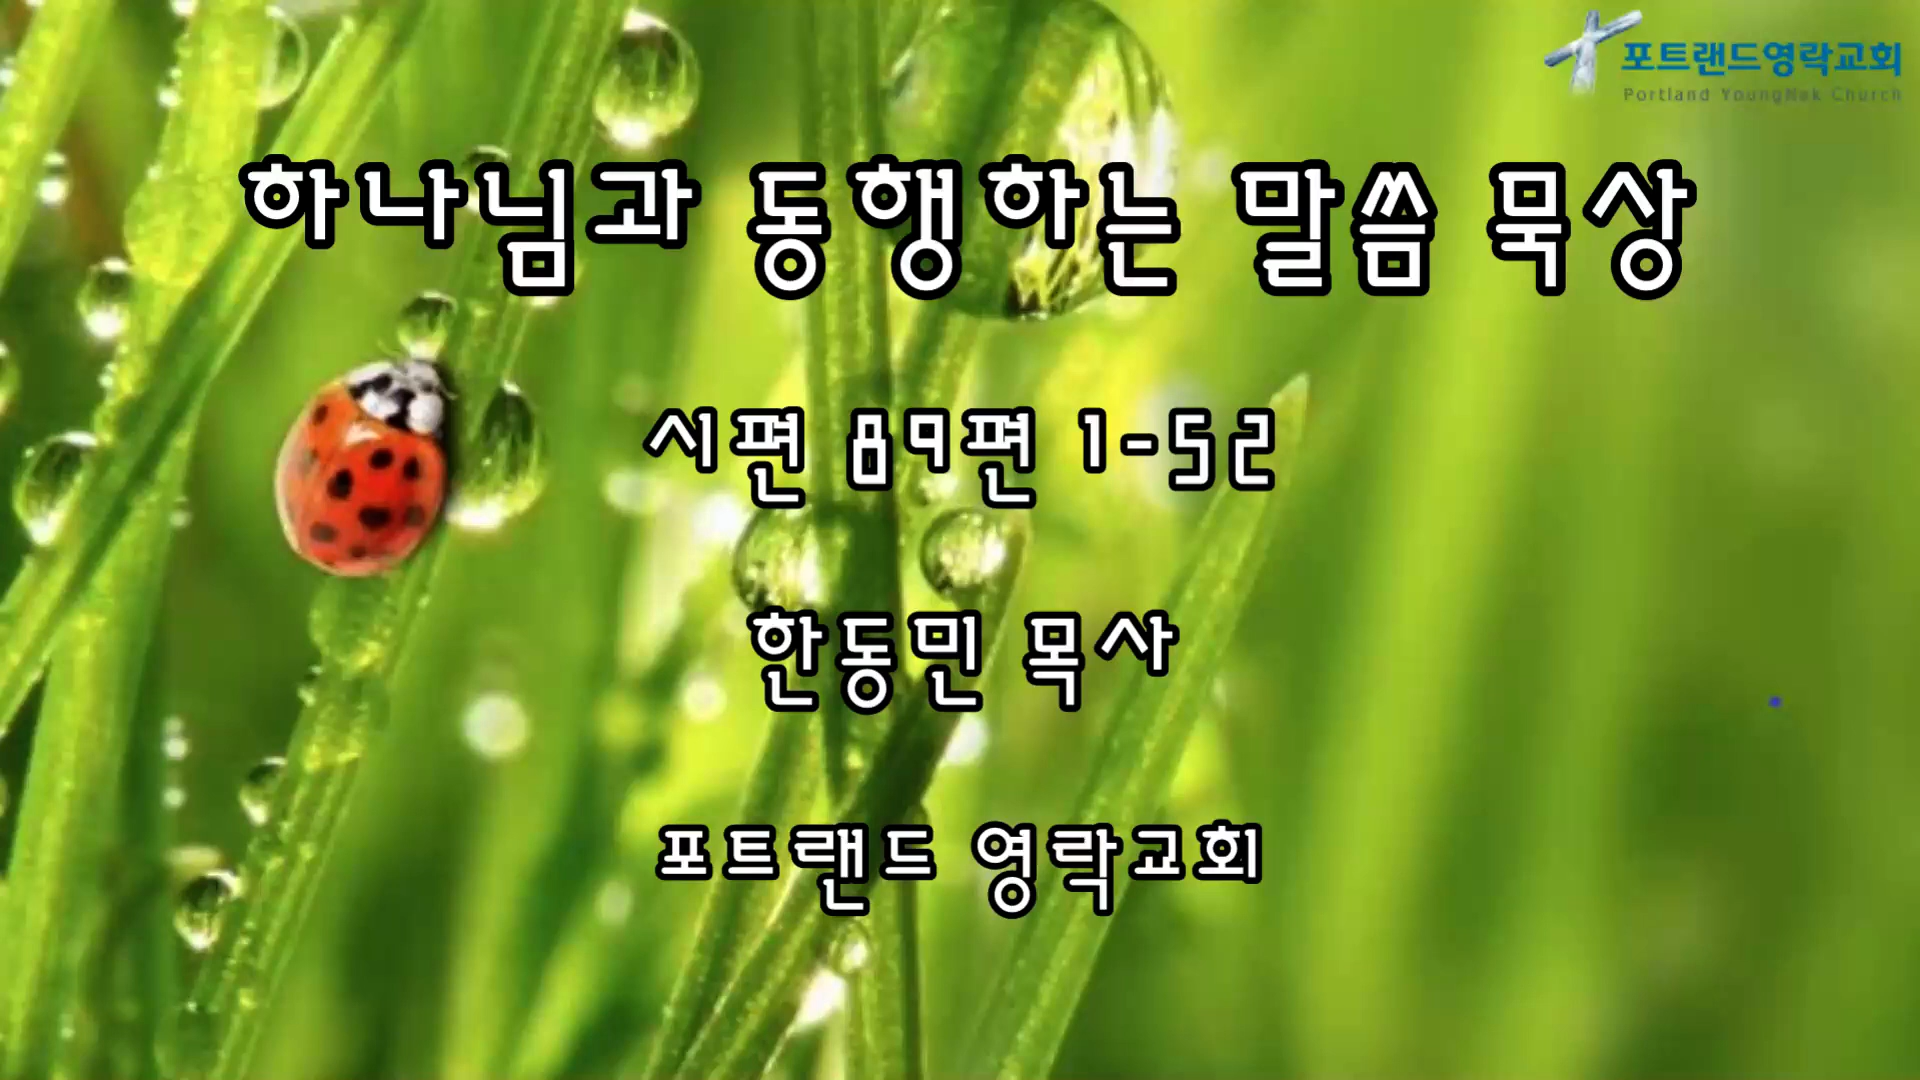 포트랜드영락교회
Portland YoungNak Church
하나님과 동행하는 말씀 묵상
시편 89편 1-52
한동민 목사
포트랜드 영락교회